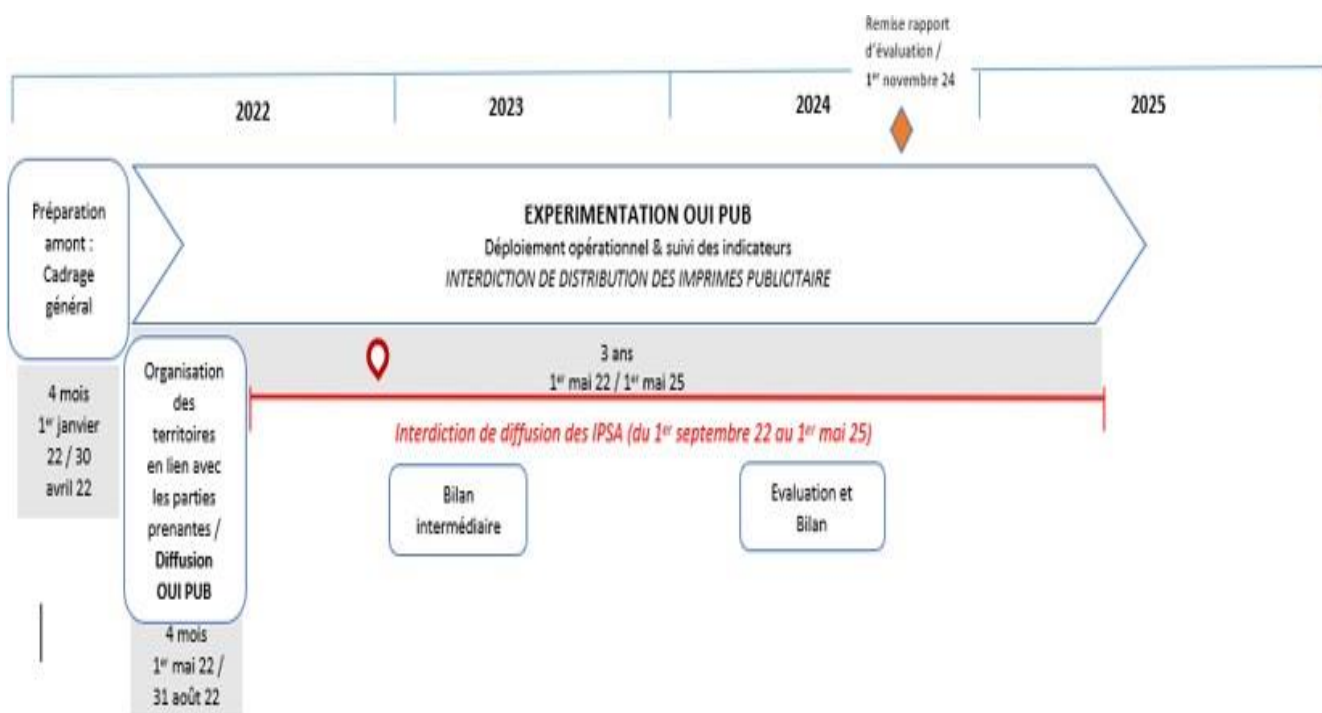 Remise rapport
d'évaluation /
1er novembre 24
2022
2023
2024
2025
Préparation
amont :
Cadrage
général
4 mois
1er janvier
22 / 30
avril 22
EXPERIMENTATION OUI PUB
Déploiement opérationnel & suivi des indicateurs
INTERDICTION DE DISTRIBUTION DES IMPRIMES PUBLICITAIRE
3 ans
1er mai 22 / 1er mai 25
Interdiction de diffusion des IPSA (du 1er septembre 22 au 1er mai 25)
Organisation
des
territoires
en lien avec
les parties
prenantes /
Diffusion
OUI PUB
4 mois
1er mai 22 /
31 août 22
Bilan
intermédiaire
Evaluation et
Bilan